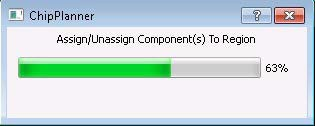 ChipPlanner
Assign/Unassign Component(s) To Region
63%